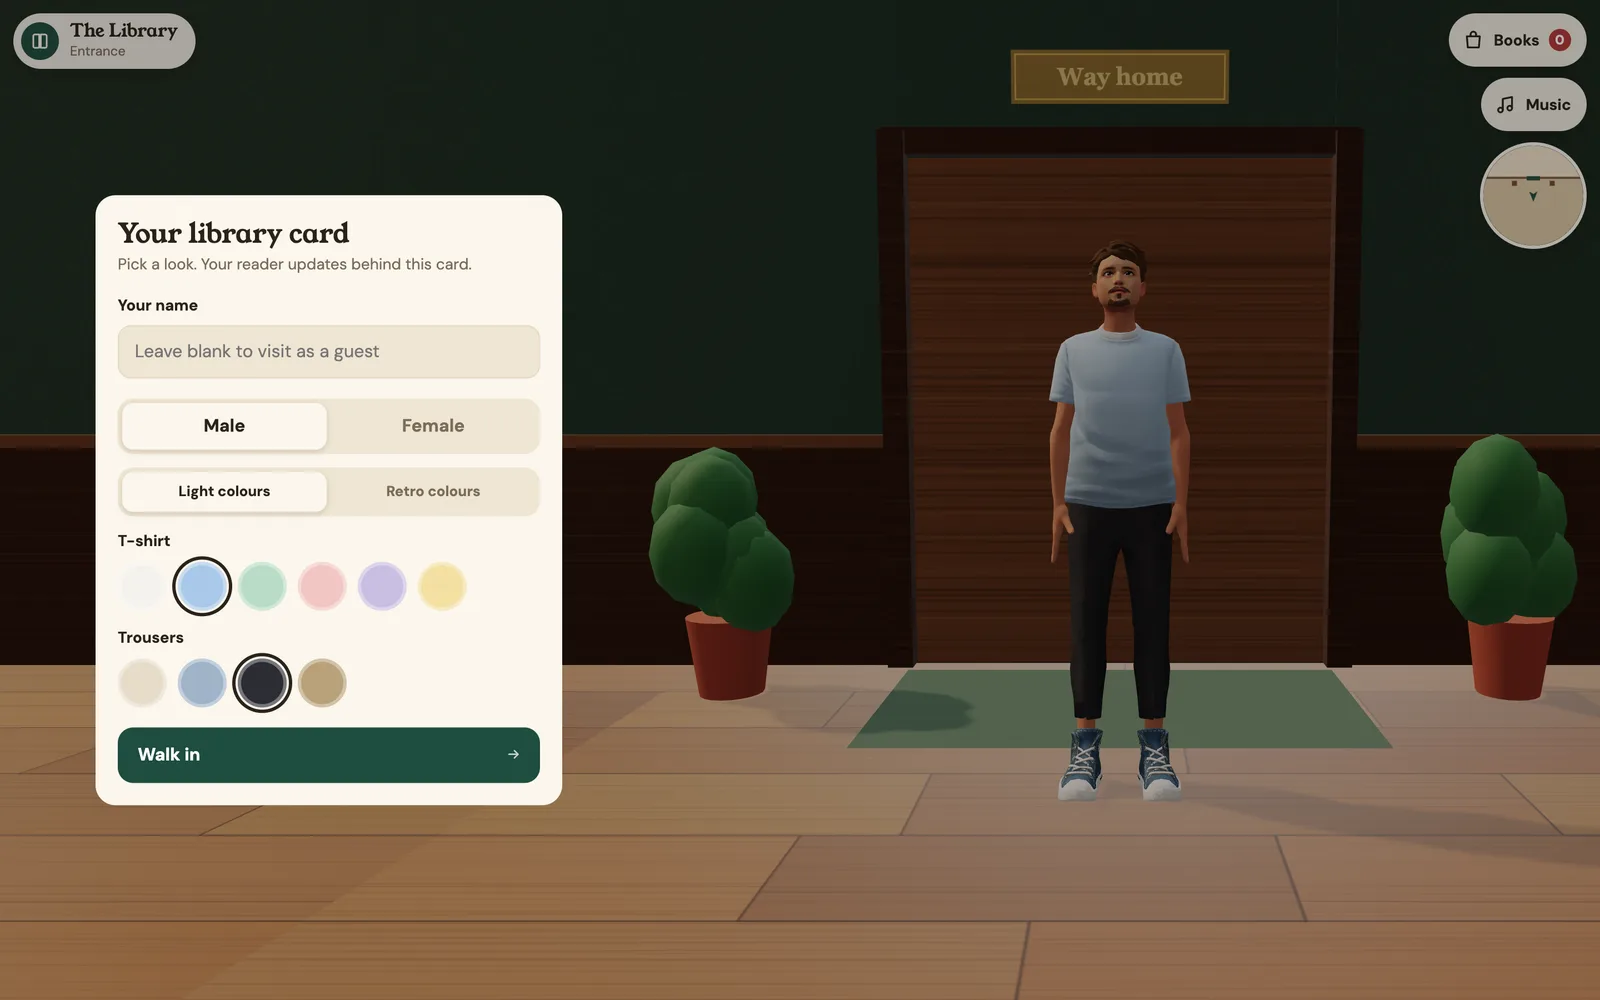 The Library
Entrance
Books 0
Way home
Music
Your library card
Pick a look. Your reader updates behind this card.
Your name
Leave blank to visit as a guest
Male
Female
Light colours
Retro colours
T-shirt
Trousers
Walk in